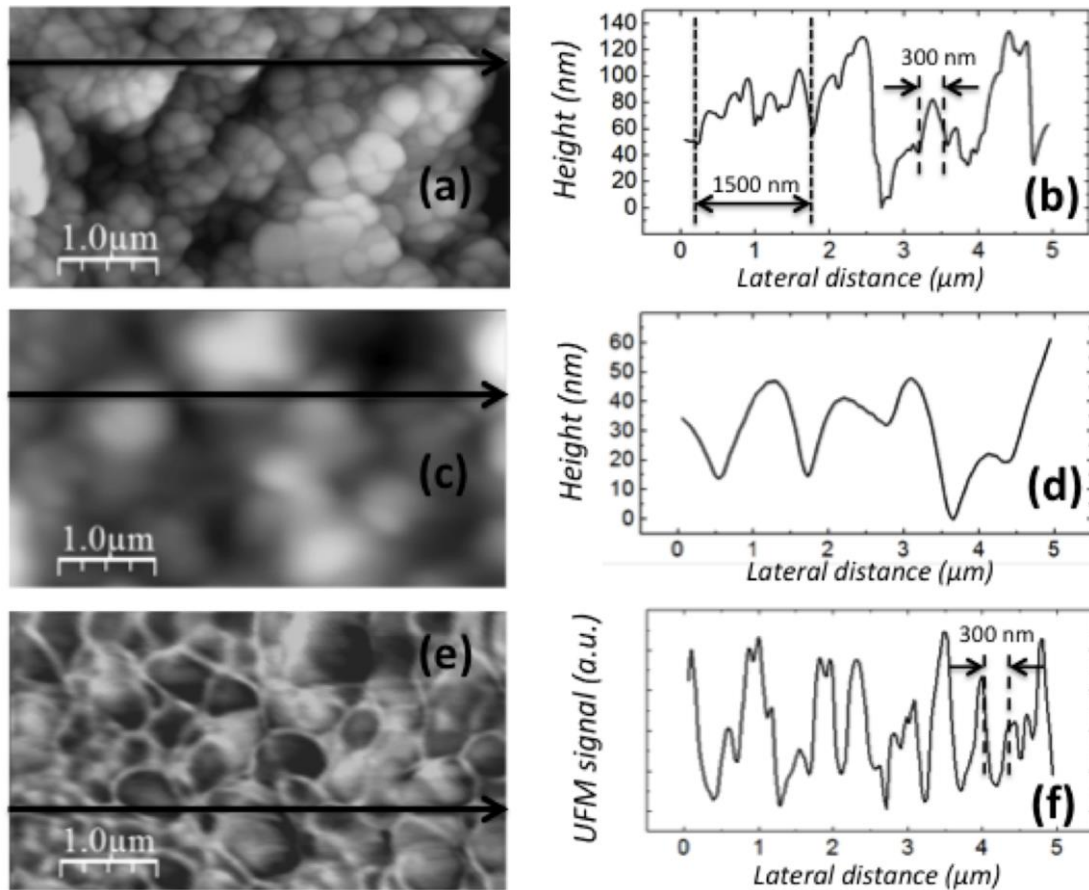 (a)
1.0μm
Height (nm)
140
120
100
80
60
40
20
0
300 nm
1500 nm
(b)
0 1 2 3 4 5
Lateral distance (μm)
(c)
1.0μm
Height (nm)
60
50
40
30
20
10
0
(d)
0 1 2 3 4 5
Lateral distance (μm)
(e)
1.0μm
UFM signal (a.u.)
300 nm
(f)
0 1 2 3 4 5
Lateral distance (μm)